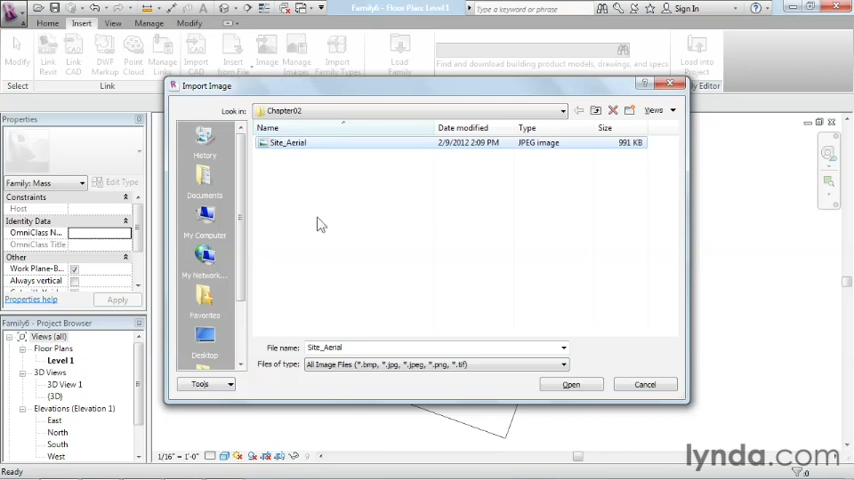 Family6 - Floor Plan: Level 1
Type a keyword or phrase
Sign In
Home Insert View Manage Modify
Modify
Link Revit
Link CAD
DWF Markup
Point Cloud
Manage Links
Import CAD
Insert from File
Image
Import Family Types
Load Family
Find and download building product models, drawings, and specs
Load into Project
Select
Link
Family Editor
Properties
Family: Mass
Edit Type
Constraints
Host
Identity Data
OmniClass N...
OmniClass Title
Other
Work Plane-B...
Always vertical
Properties help
Apply
Family6 - Project Browser
Views (all)
Floor Plans
Level 1
3D Views
3D View 1
{3D}
Elevations (Elevation 1)
East
North
South
West
Ready
Import Image
Look in: Chapter02
Views
Name Date modified Type Size
Site_Aerial 2/9/2012 2:09 PM JPEG image 991 KB
History
Documents
My Computer
My Network...
Favorites
Desktop
File name: Site_Aerial
Files of type: All Image Files (*.bmp, *.jpg, *.jpeg, *.png, *.tif)
Tools
Open
Cancel
1/16" = 1'-0"
:0
lynda.com